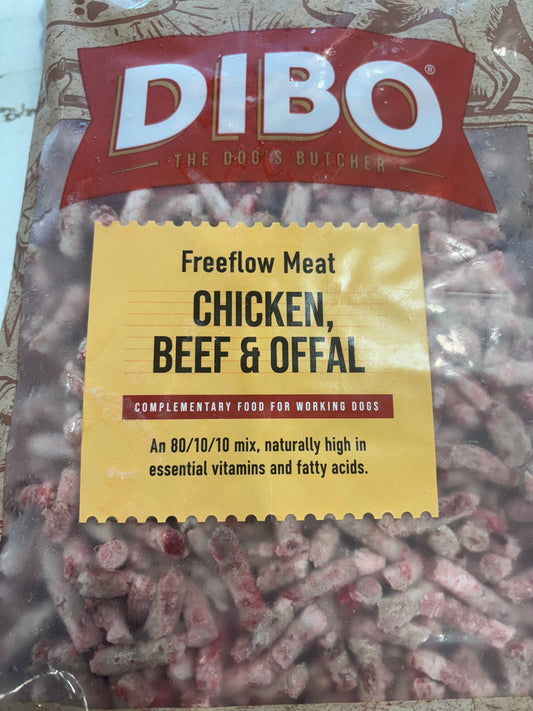 DIBO®
THE DOG'S BUTCHER
Freeflow Meat
CHICKEN,
BEEF & OFFAL
COMPLEMENTARY FOOD FOR WORKING DOGS
An 80/10/10 mix, naturally high in
essential vitamins and fatty acids.